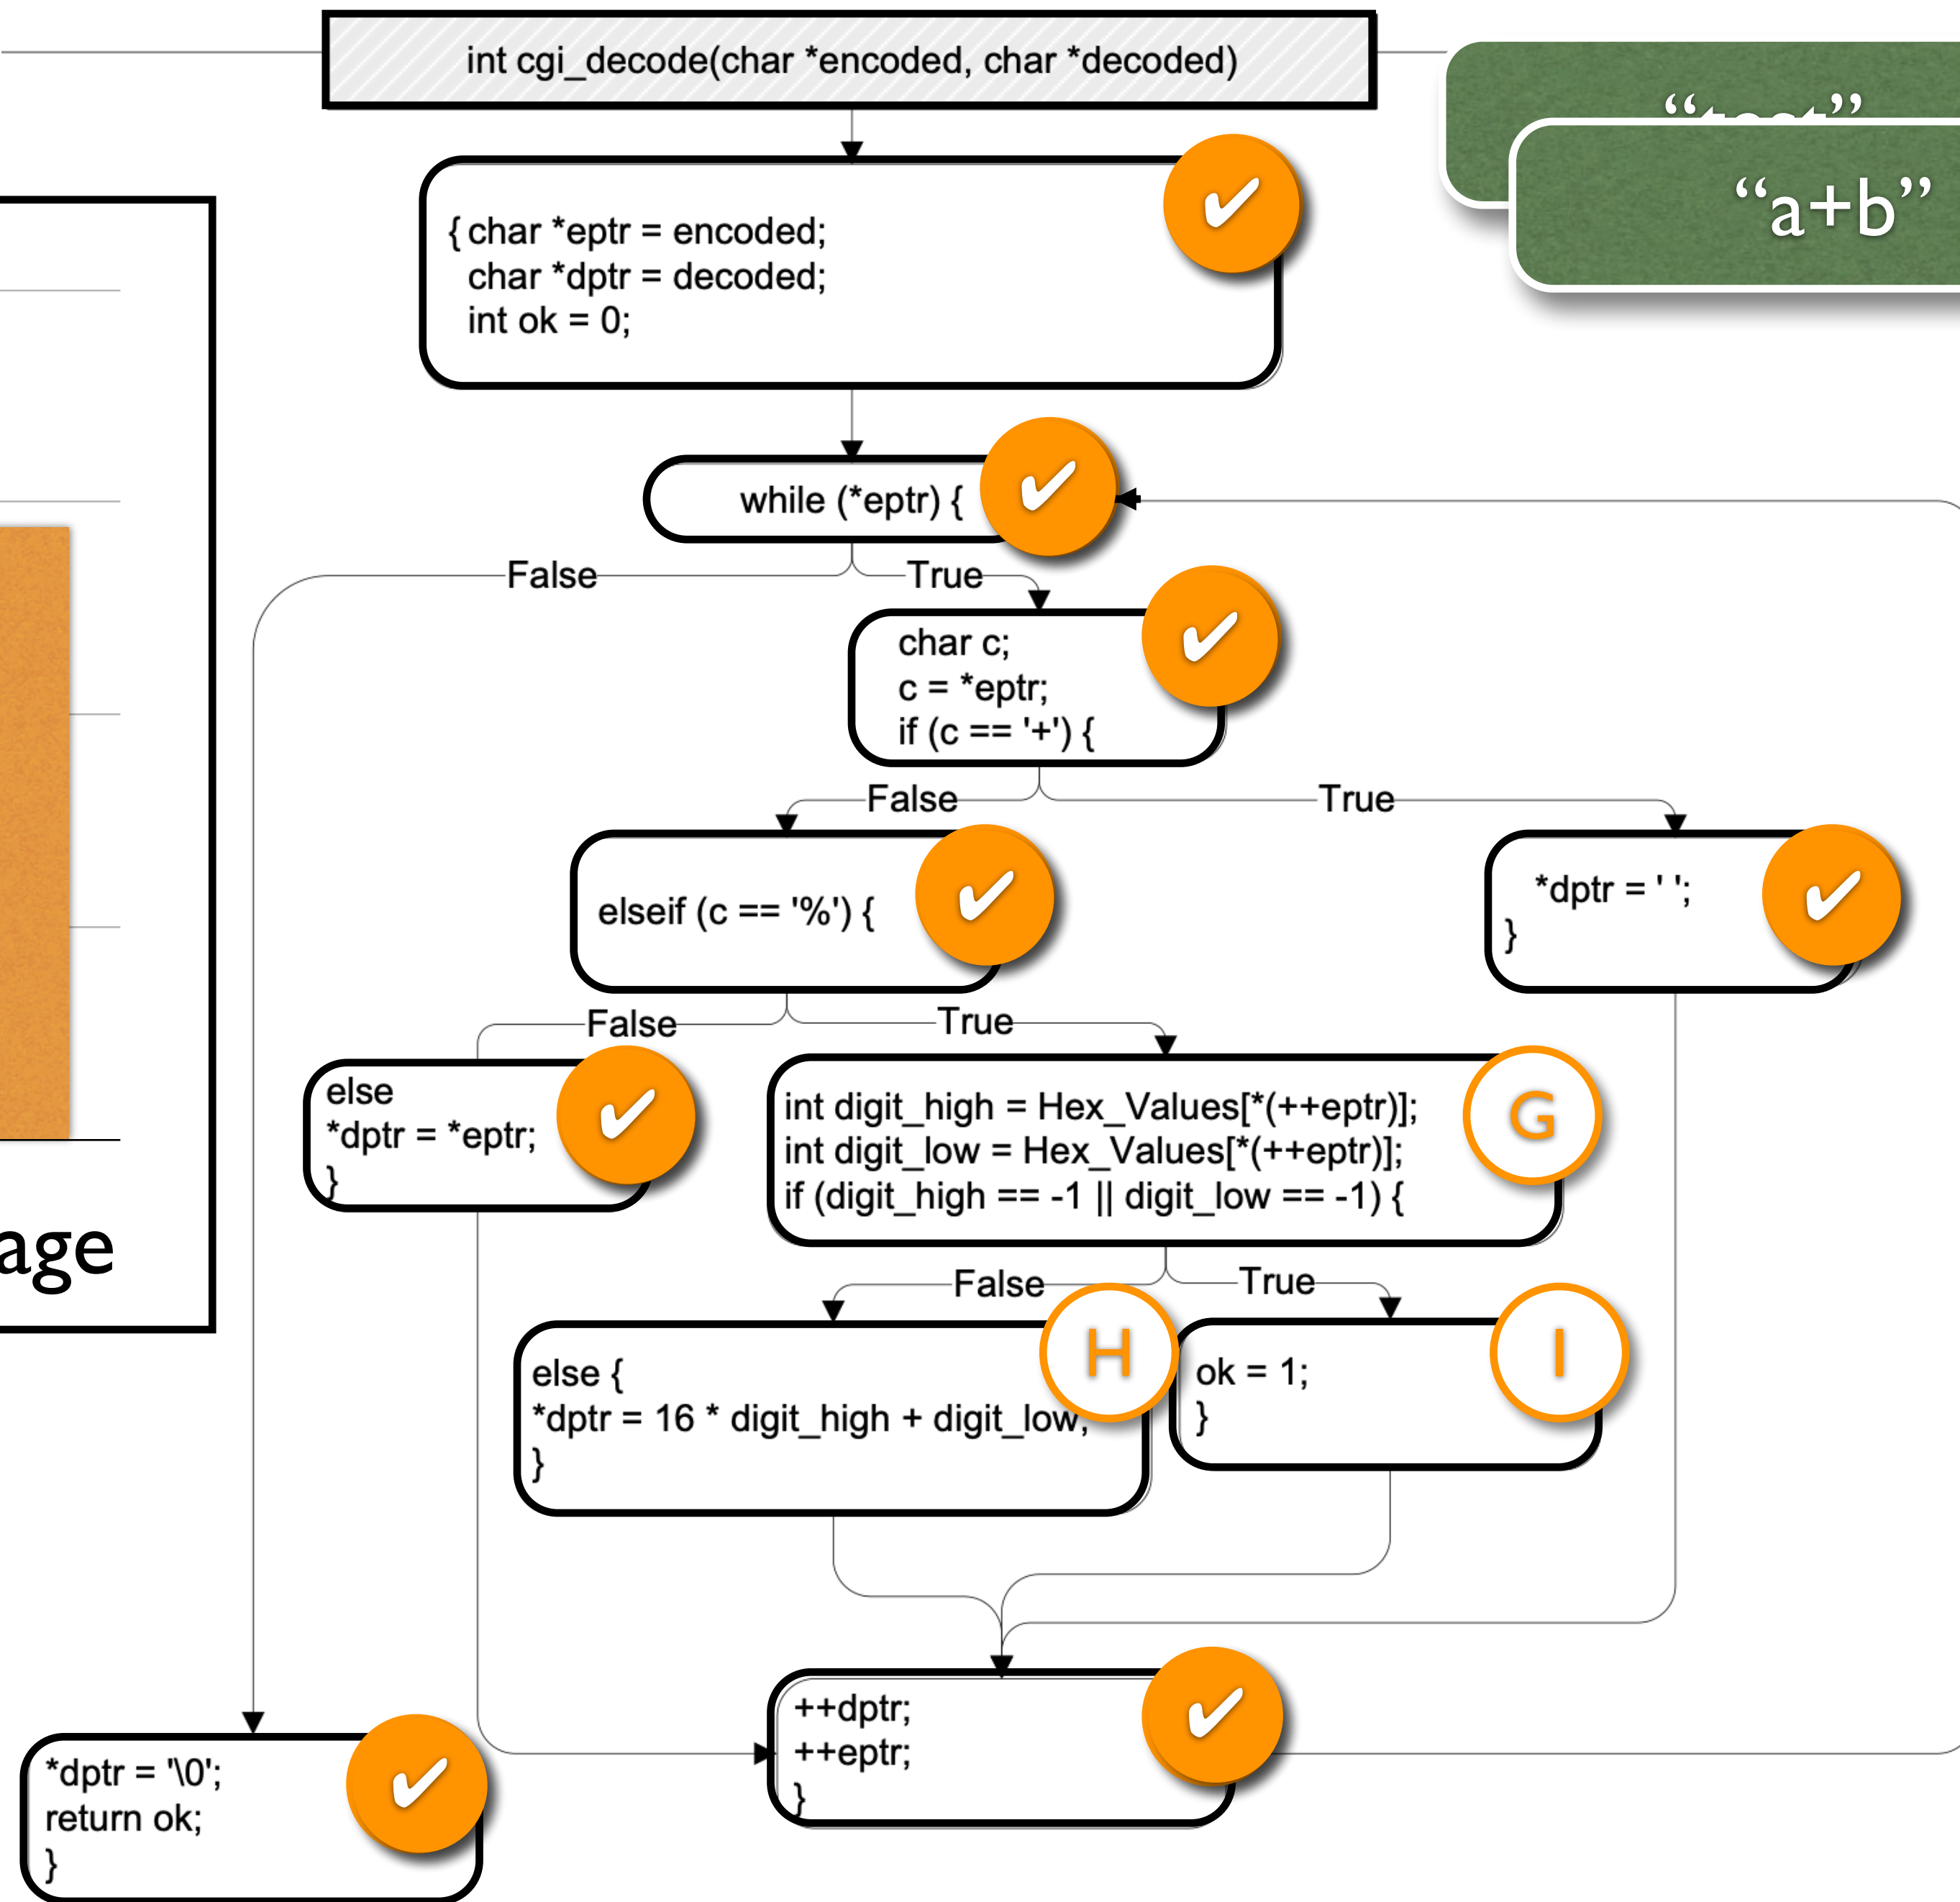 int cgi_decode(char *encoded, char *decoded)
“test”
“a+b”
{ char *eptr = encoded;
char *dptr = decoded;
int ok = 0;
while (*eptr) {
False
True
char c;
c = *eptr;
if (c == '+') {
False
True
elseif (c == '%') {
*dptr = ' ';
}
False
True
else
*dptr = *eptr;
}
int digit_high = Hex_Values[*(++eptr)];
int digit_low = Hex_Values[*(++eptr)];
if (digit_high == -1 || digit_low == -1) {
G
age
False
True
else {
*dptr = 16 * digit_high + digit_low;
}
H
ok = 1;
}
I
++dptr;
++eptr;
}
*dptr = '\0';
return ok;
}